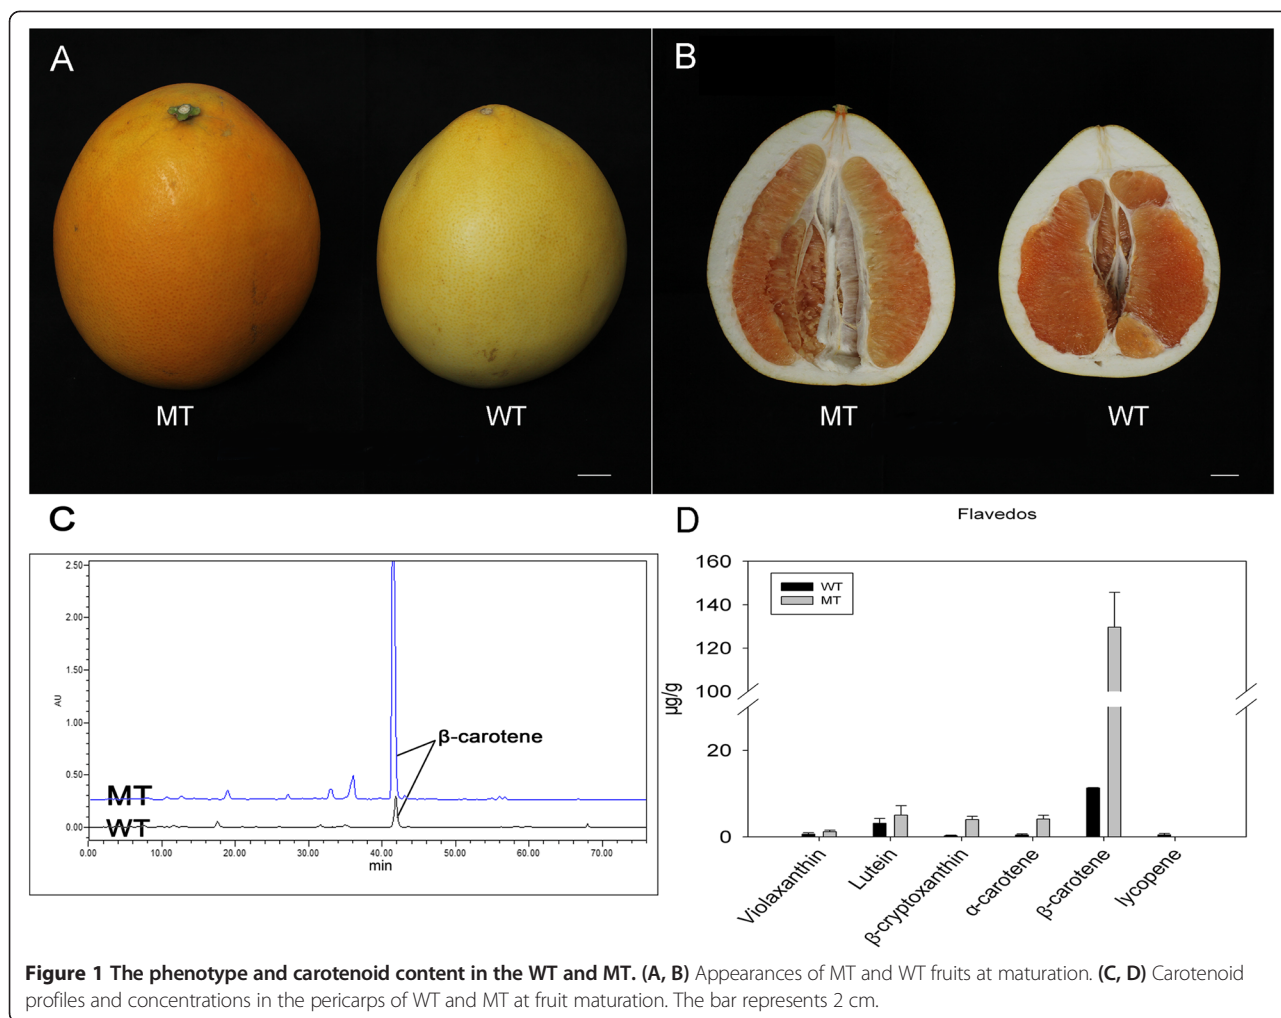 A
B
MT
WT
MT
WT
C
D
Flavedos
2.50
2.00
1.50
1.00
0.50
0.00
AU
β-carotene
MT
WT
0.00
10.00
20.00
30.00
40.00
50.00
60.00
70.00
min
160
140
120
100
20
0
µg/g
WT
MT
Violaxanthin
Lutein
β-cryptoxanthin
α-carotene
β-carotene
lycopene
Figure 1 The phenotype and carotenoid content in the WT and MT. (A, B) Appearances of MT and WT fruits at maturation. (C, D) Carotenoid
profiles and concentrations in the pericarps of WT and MT at fruit maturation. The bar represents 2 cm.